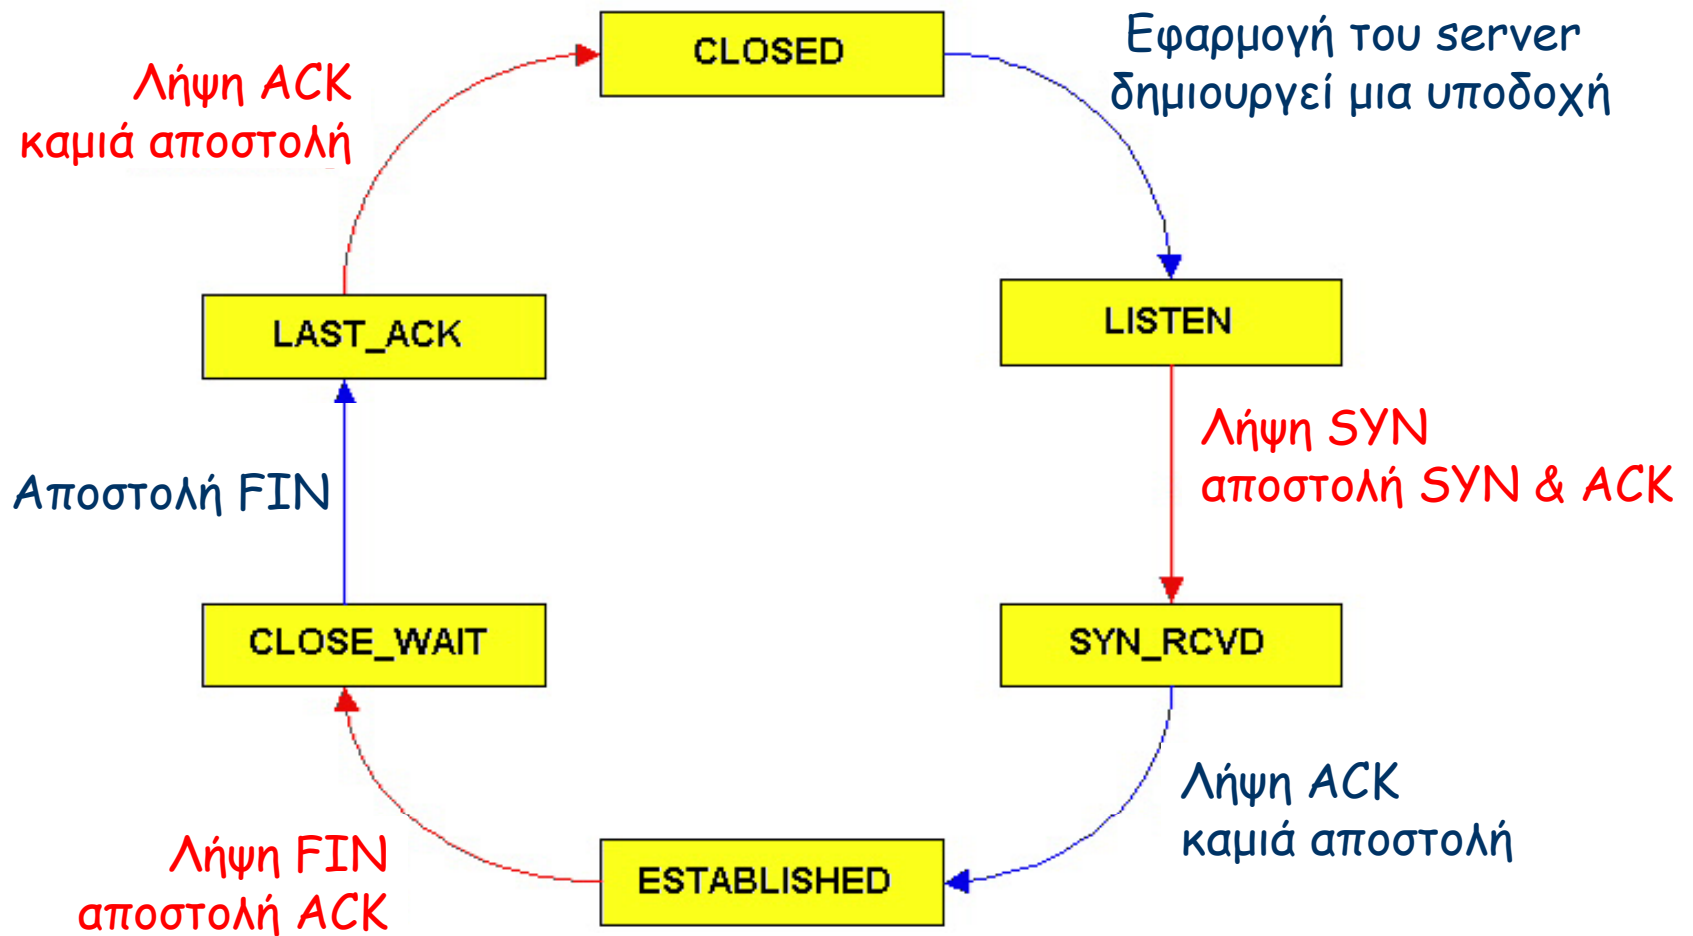 CLOSED
Εφαρμογή του server
δημιουργεί μια υποδοχή
Λήψη ACK
καμιά αποστολή
LISTEN
LAST_ACK
Λήψη SYN
αποστολή SYN & ACK
Αποστολή FIN
SYN_RCVD
CLOSE_WAIT
Λήψη ACK
καμιά αποστολή
Λήψη FIN
αποστολή ACK
ESTABLISHED